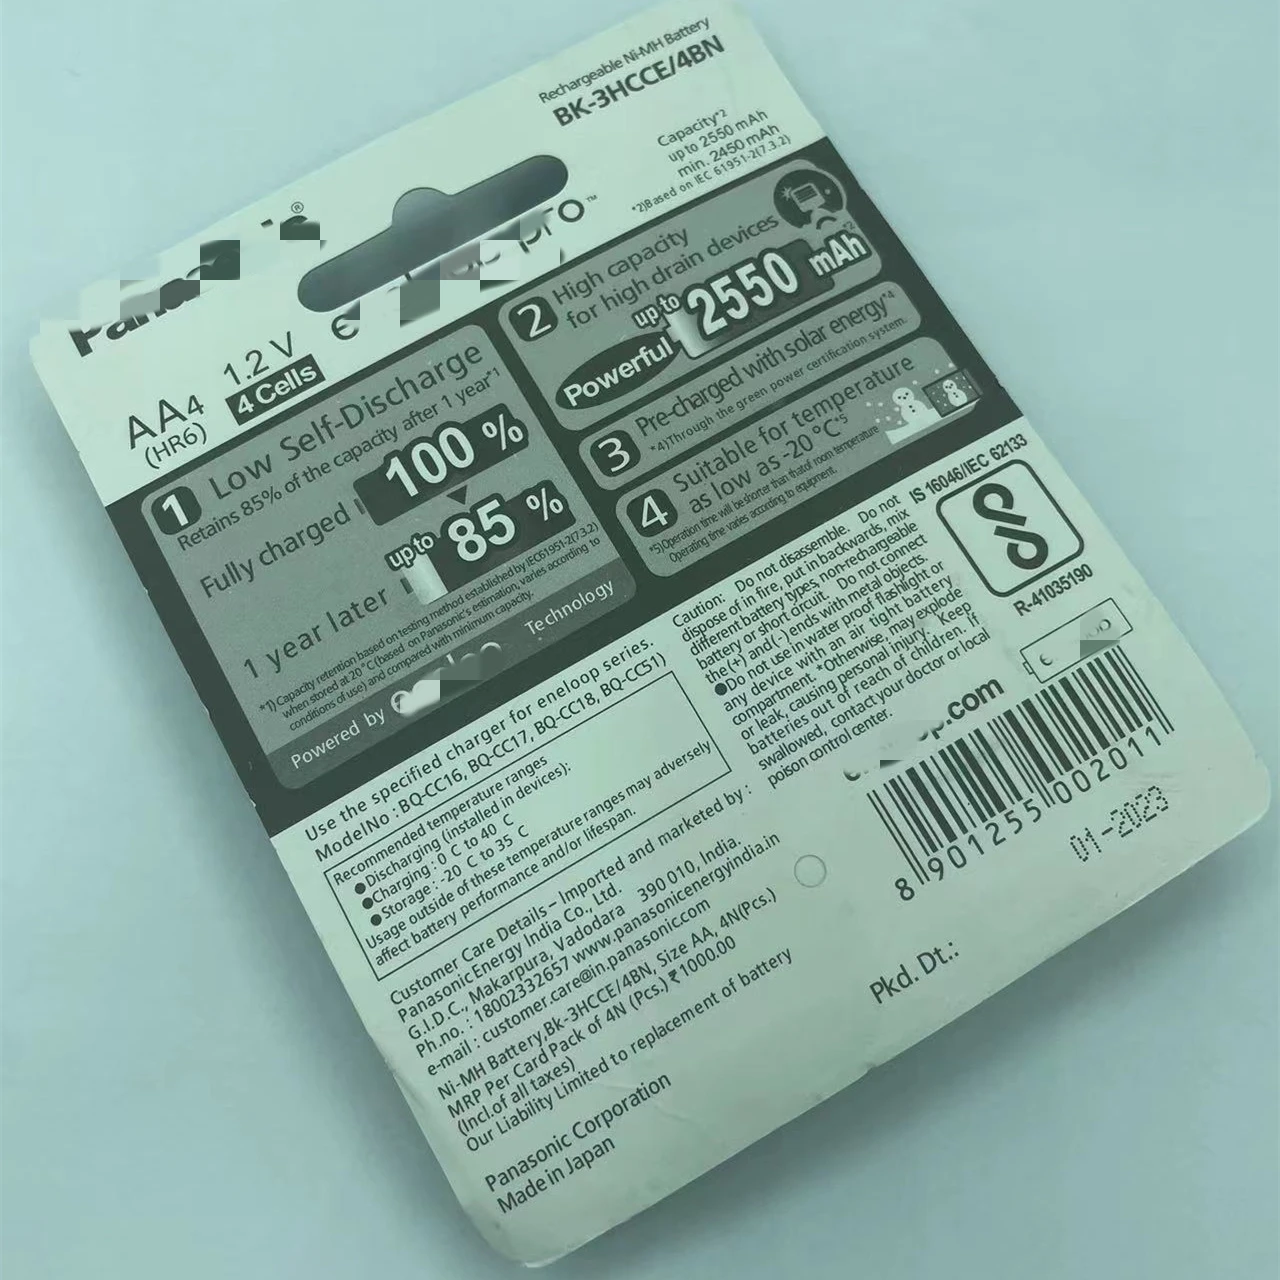 Rechargeable Ni-MH Battery
BK-3HCCE/4BN
Capacity*2
up to 2550 mAh
min. 2450 mAh
*2)Based on IEC 61951-2(7.3.2)
pro™
AA4
(HR6)
1.2 V
4 Cells
1 Low Self-Discharge
Retains 85% of the capacity after 1 year*1
Fully charged 100 %
1 year later up to 85 %
*1) Capacity retention based on testing method established by IEC61951-2(7.3.2)
when stored at 20 °C (based on Panasonic's estimation, varies according to
conditions of use) and compared with minimum capacity.
Powered by
Technology
2 High capacity
for high drain devices
Powerful up to 2550 mAh*2
3 Pre-charged with solar energy*4
*4)Through the green power certification system.
4 Suitable for temperature
as low as -20 °C*5
*5)Operation time will be shorter than that of room temperature
Operating time varies according to equipment.
Use the specified charger for eneloop series.
ModelNo : BQ-CC16, BQ-CC17, BQ-CC18, BQ-CC51)
Recommended temperature ranges
●Discharging (installed in devices):
●Charging : 0 C to 40 C
●Storage : -20 C to 35 C
Usage outside of these temperature ranges may adversely
affect battery performance and/or lifespan.
Caution: Do not disassemble. Do not
dispose of in fire, put in backwards, mix
different battery types, non-rechargeable
battery or short circuit. Do not connect
the (+) and (-) ends with metal objects.
●Do not use in water proof flashlight or
any device with air tight battery
compartment. *Otherwise, may explode
or leak, causing personal injury. Keep
batteries out of reach of children. if
swallowed, contact your doctor or local
poison control center.
IS 16046/IEC 62133
R-41035190
.com
8 901255 002011
01-2023
Pkd. Dt.:
Customer Care Details – Imported and marketed by :
Panasonic Energy India Co., Ltd.
G.I.D.C., Makarpura, Vadodara 390 010, India.
Ph.no. : 18002332657 www.panasonicenergyindia.in
e-mail : customer.care@in.panasonic.com
Ni-MH Battery,Bk-3HCCE/4BN, Size AA, 4N(Pcs.)
MRP Per Card Pack of 4N (Pcs.) ₹1000.00
(Incl.of all taxes)
Our Liability Limited to replacement of battery
Panasonic Corporation
Made in Japan